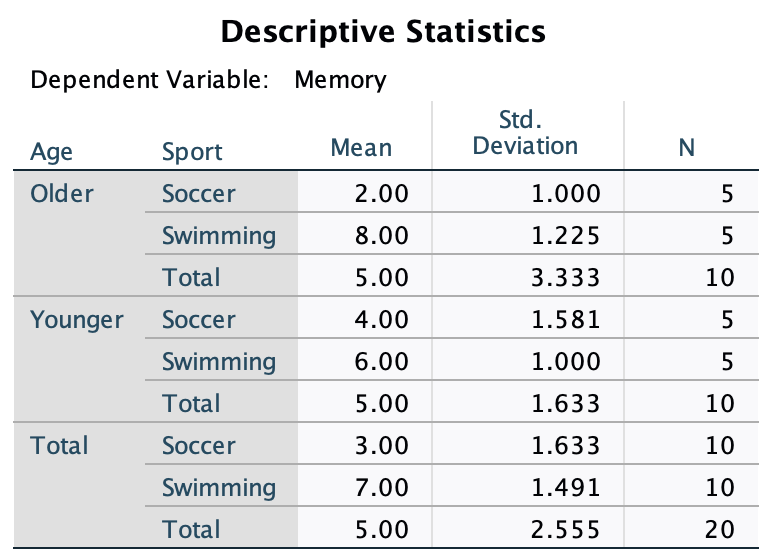 Descriptive Statistics
Dependent Variable: Memory
Age Sport Mean Std. Deviation N
Older Soccer 2.00 1.000 5
Swimming 8.00 1.225 5
Total 5.00 3.333 10
Younger Soccer 4.00 1.581 5
Swimming 6.00 1.000 5
Total 5.00 1.633 10
Total Soccer 3.00 1.633 10
Swimming 7.00 1.491 10
Total 5.00 2.555 20